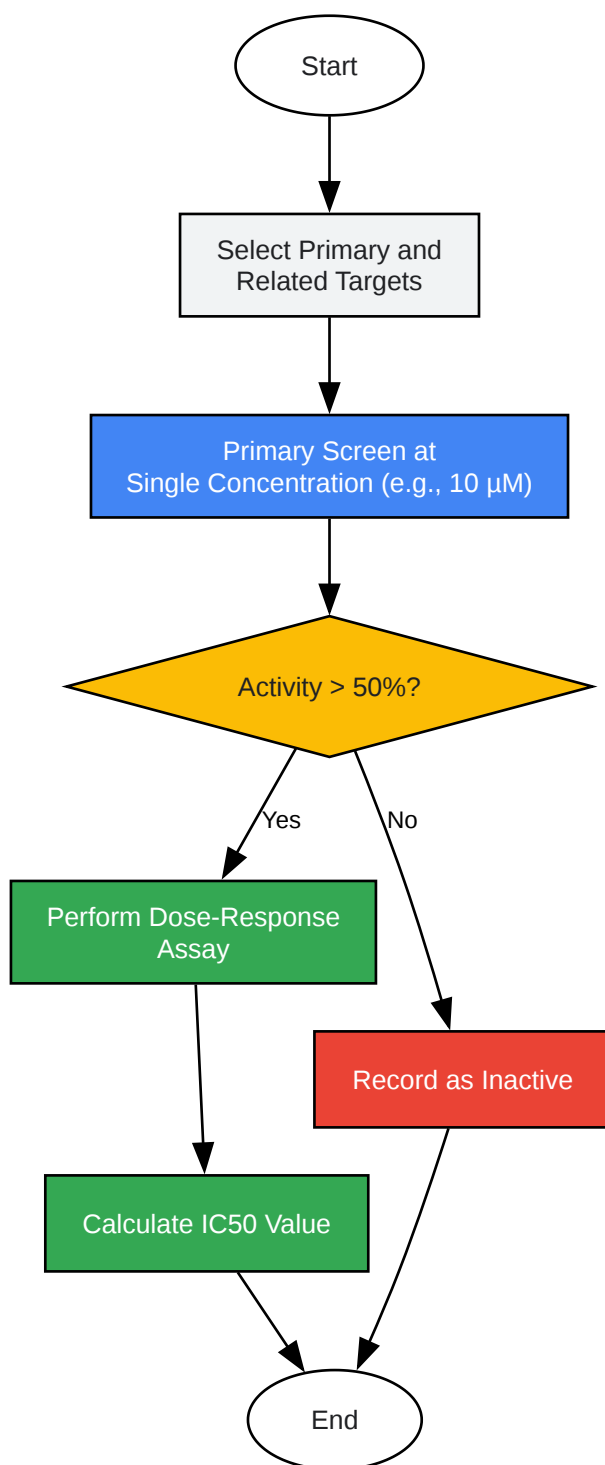 Start
Select Primary and
Related Targets
Primary Screen at
Single Concentration (e.g., 10 µM)
Activity > 50%?
Yes
No
Perform Dose-Response
Assay
Record as Inactive
Calculate IC50 Value
End